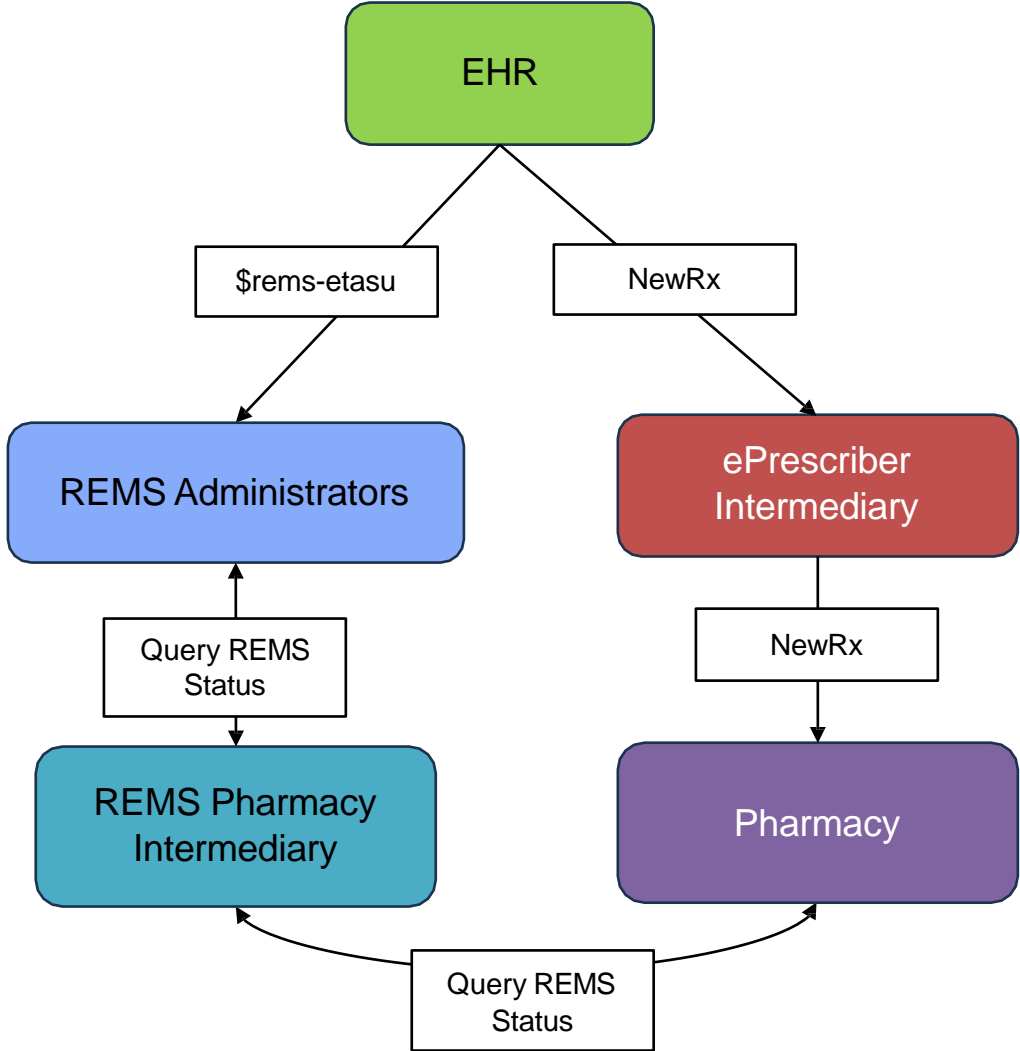 EHR
$rems-etasu
NewRx
REMS Administrators
ePrescriber
Intermediary
Query REMS
Status
NewRx
REMS Pharmacy
Intermediary
Pharmacy
Query REMS
Status